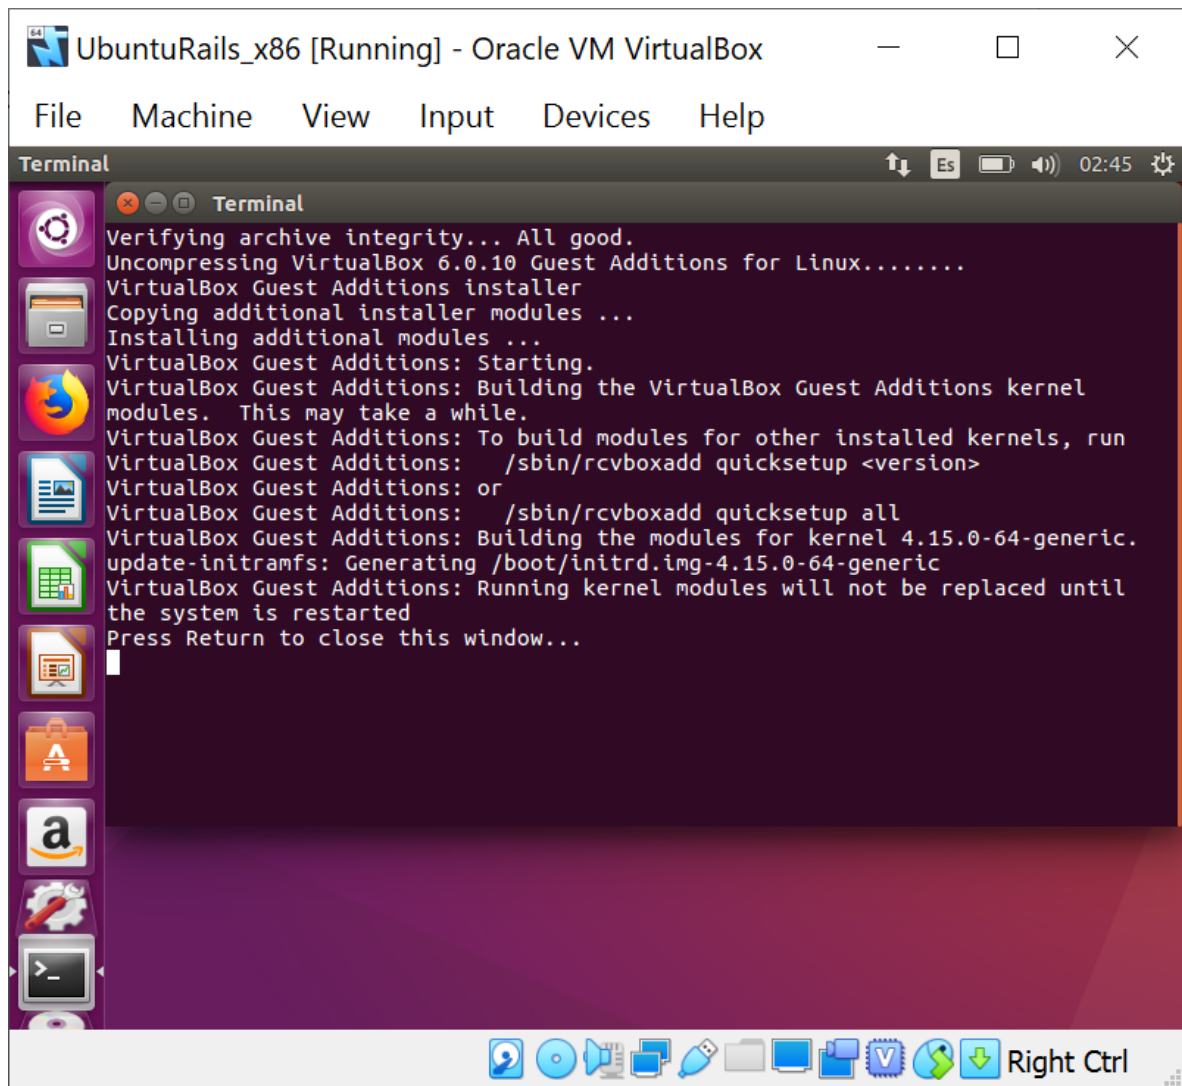 64
UbuntuRails_x86 [Running] - Oracle VM VirtualBox
File Machine View Input Devices Help
Terminal Es 02:45
Terminal
Verifying archive integrity... All good.
Uncompressing VirtualBox 6.0.10 Guest Additions for Linux........
VirtualBox Guest Additions installer
Copying additional installer modules ...
Installing additional modules ...
VirtualBox Guest Additions: Starting.
VirtualBox Guest Additions: Building the VirtualBox Guest Additions kernel
modules.  This may take a while.
VirtualBox Guest Additions: To build modules for other installed kernels, run
VirtualBox Guest Additions:   /sbin/rcvboxadd quicksetup <version>
VirtualBox Guest Additions: or
VirtualBox Guest Additions:   /sbin/rcvboxadd quicksetup all
VirtualBox Guest Additions: Building the modules for kernel 4.15.0-64-generic.
update-initramfs: Generating /boot/initrd.img-4.15.0-64-generic
VirtualBox Guest Additions: Running kernel modules will not be replaced until
the system is restarted
Press Return to close this window...
a
>_
V
Right Ctrl